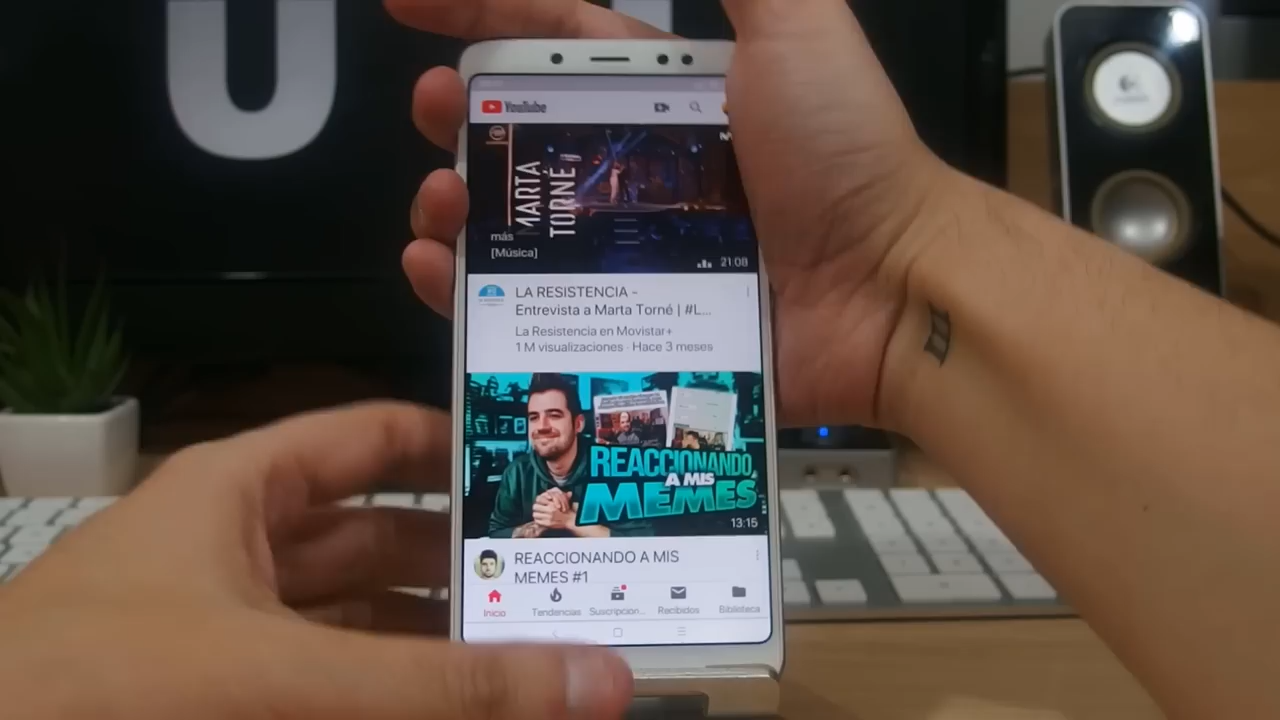 U
YouTube
MARTA
TORNÉ
más
[Música]
21:08
LA RESISTENCIA -
Entrevista a Marta Torné | #L...
La Resistencia en Movistar+
1 M visualizaciones · Hace 3 meses
REACCIONANDO
A MIS
MEMES
13:15
REACCIONANDO A MIS
MEMES #1
Inicio
Tendencias
Suscripcion...
Recibidos
Biblioteca